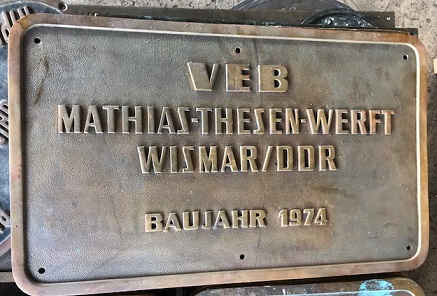 VEB
MATHIAS-THESEN-WERFT
WISMAR/DDR
BAUJAHR 1974